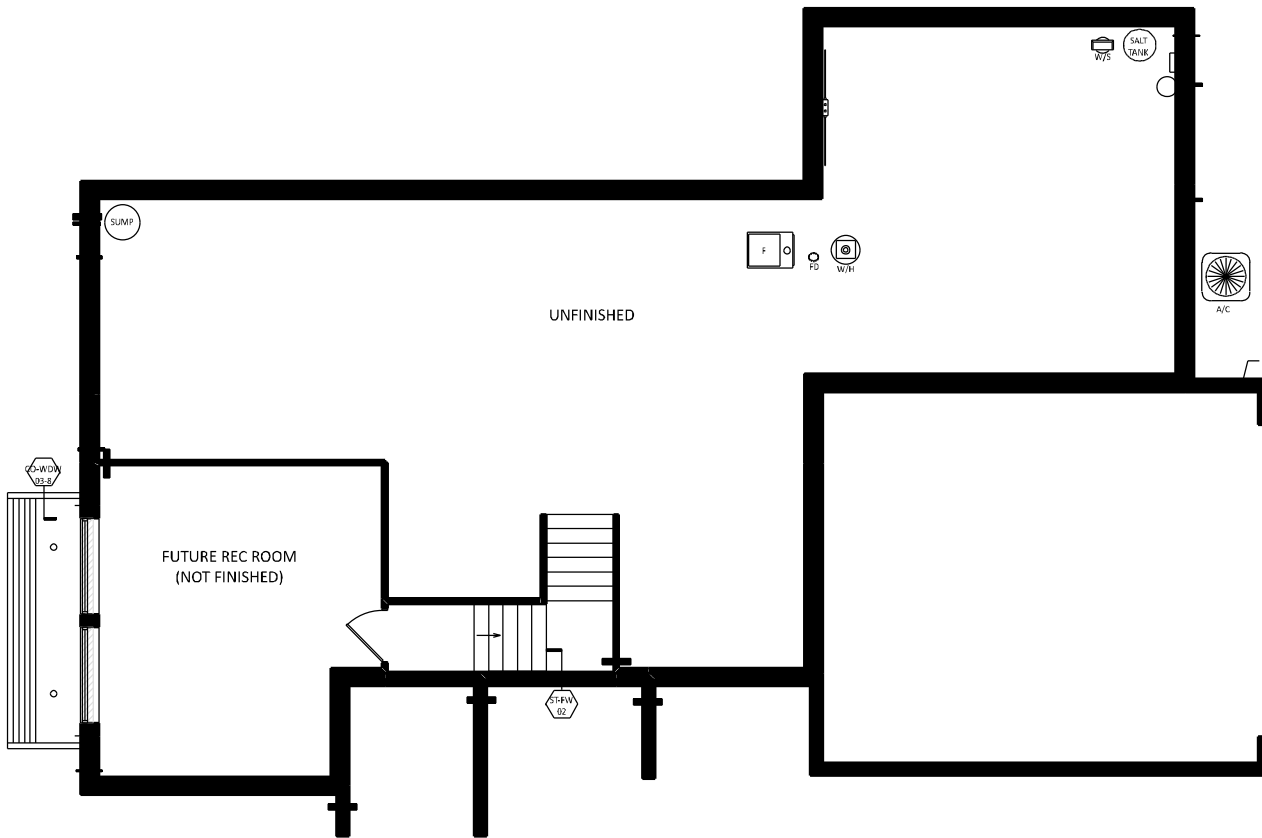 SALT
TANK
W/S
SUMP
F
FD
W/H
UNFINISHED
A/C
CO-WDW
03-8
FUTURE REC ROOM
(NOT FINISHED)
ST-FW
02